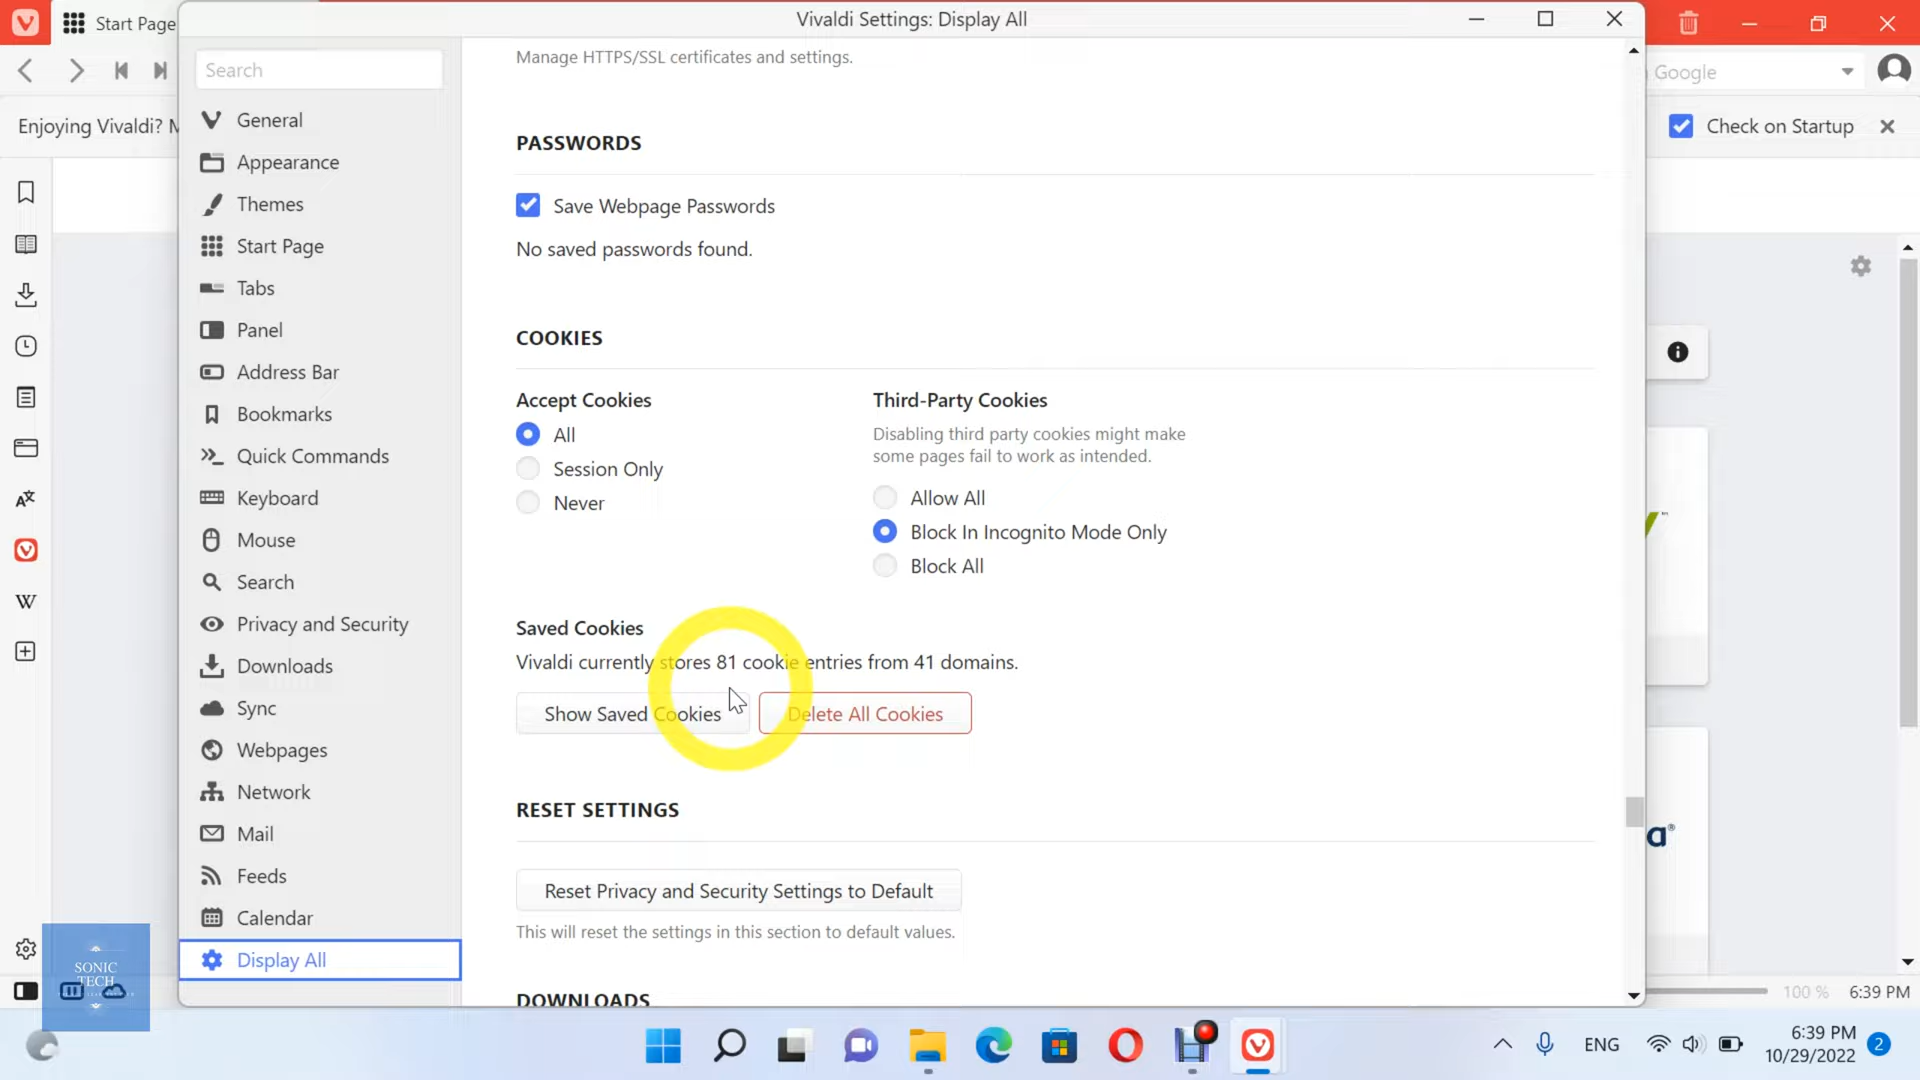 Start Page
Vivaldi Settings: Display All
Google
Enjoying Vivaldi?
Check on Startup
Search
General
Appearance
Themes
Start Page
Tabs
Panel
Address Bar
Bookmarks
Quick Commands
Keyboard
Mouse
Search
Privacy and Security
Downloads
Sync
Webpages
Network
Mail
Feeds
Calendar
Display All
Manage HTTPS/SSL certificates and settings.
PASSWORDS
Save Webpage Passwords
No saved passwords found.
COOKIES
Accept Cookies
All
Session Only
Never
Third-Party Cookies
Disabling third party cookies might make
some pages fail to work as intended.
Allow All
Block In Incognito Mode Only
Block All
Saved Cookies
Vivaldi currently stores 81 cookie entries from 41 domains.
Show Saved Cookies
Delete All Cookies
RESET SETTINGS
Reset Privacy and Security Settings to Default
This will reset the settings in this section to default values.
DOWNLOADS
W
a®
SONIC
TECH
100 %
6:39 PM
ENG
6:39 PM
10/29/2022
2